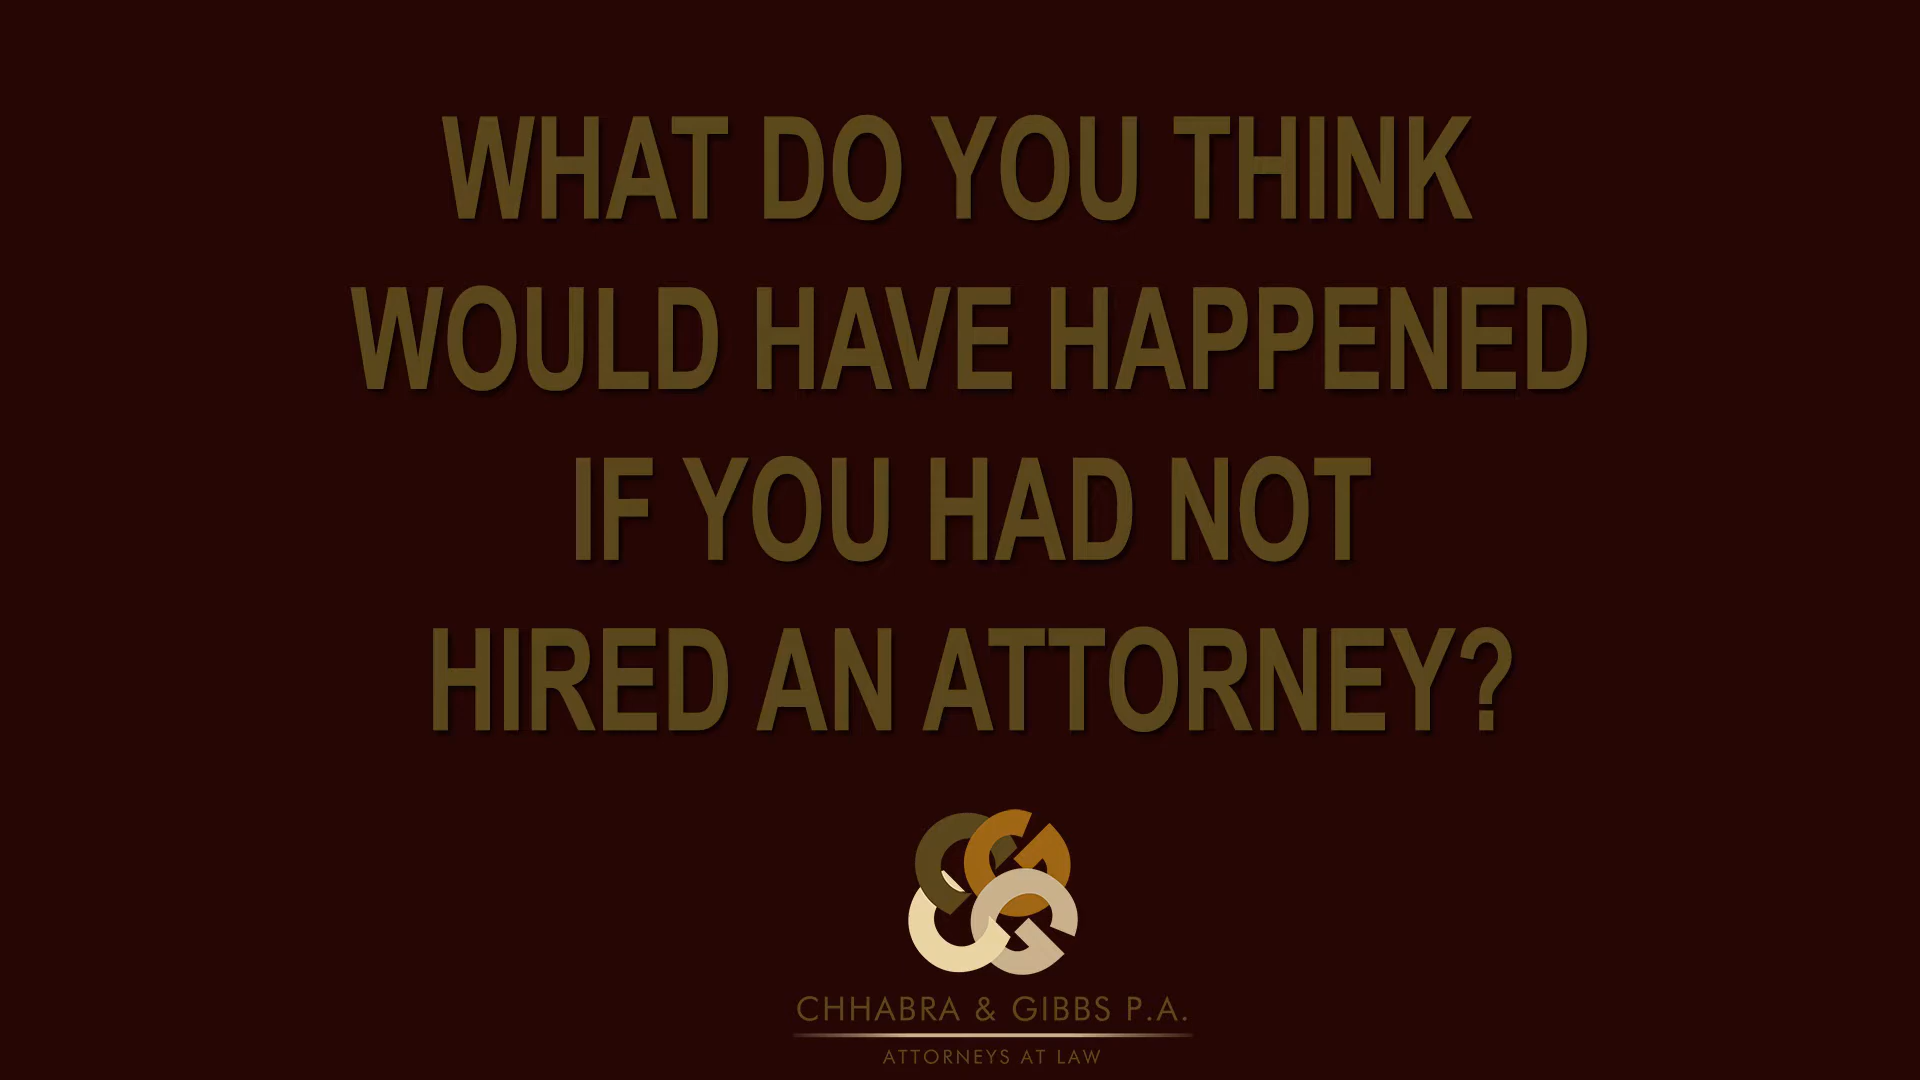 WHAT DO YOU THINK
WOULD HAVE HAPPENED
IF YOU HAD NOT
HIRED AN ATTORNEY?
CHHABRA & GIBBS P.A.
ATTORNEYS AT LAW